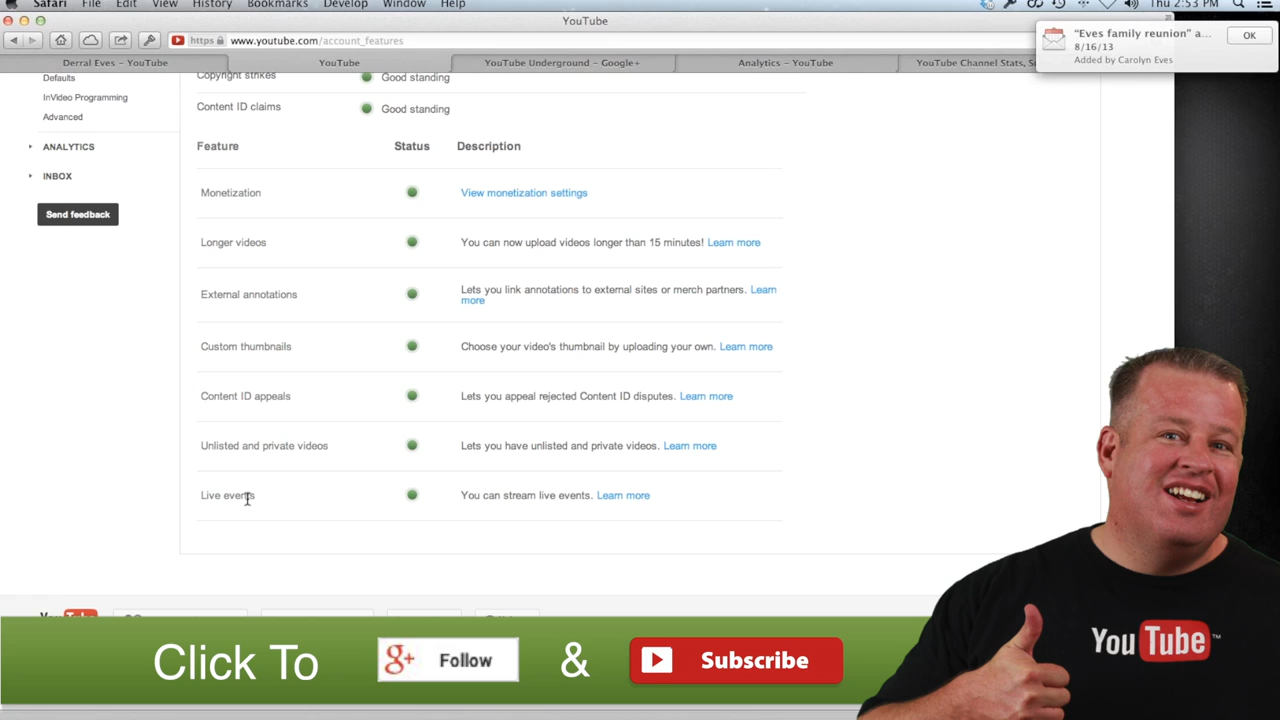 Safari File Edit View History Bookmarks Develop Window Help
Thu 2:53 PM
YouTube
https www.youtube.com/account_features
"Eves family reunion" a...
8/16/13
Added by Carolyn Eves
OK
Derral Eves – YouTube
YouTube
YouTube Underground – Google+
Analytics – YouTube
YouTube Channel Stats, S
Defaults
InVideo Programming
Advanced
ANALYTICS
INBOX
Send feedback
Copyright strikes Good standing
Content ID claims Good standing
Feature Status Description
Monetization View monetization settings
Longer videos You can now upload videos longer than 15 minutes! Learn more
External annotations Lets you link annotations to external sites or merch partners. Learn
more
Custom thumbnails Choose your video's thumbnail by uploading your own. Learn more
Content ID appeals Lets you appeal rejected Content ID disputes. Learn more
Unlisted and private videos Lets you have unlisted and private videos. Learn more
Live events You can stream live events. Learn more
Click To g+ Follow & Subscribe
YouTube™